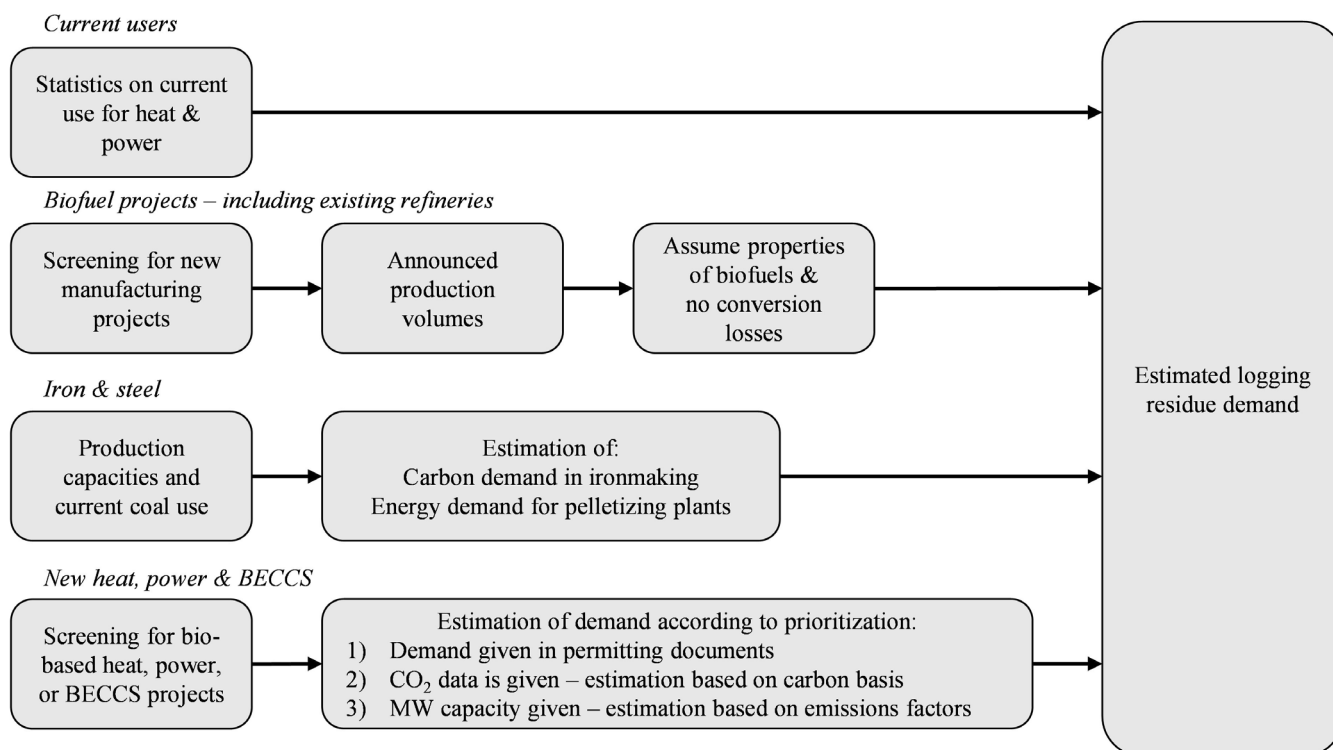 Current users
Statistics on current
use for heat &
power
Biofuel projects – including existing refineries
Screening for new
manufacturing
projects
Announced
production
volumes
Assume properties
of biofuels &
no conversion
losses
Iron & steel
Production
capacities and
current coal use
Estimation of:
Carbon demand in ironmaking
Energy demand for pelletizing plants
New heat, power & BECCS
Screening for bio-
based heat, power,
or BECCS projects
Estimation of demand according to prioritization:
1) Demand given in permitting documents
2) CO₂ data is given – estimation based on carbon basis
3) MW capacity given – estimation based on emissions factors
Estimated logging
residue demand